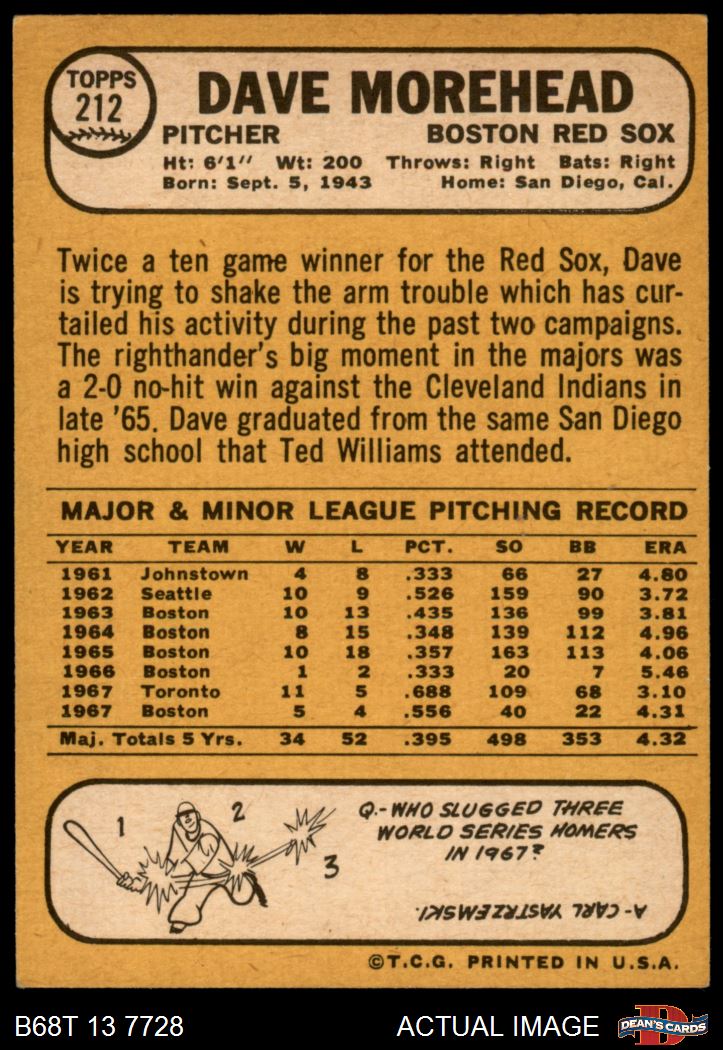 TOPPS
212
DAVE MOREHEAD
PITCHER BOSTON RED SOX
Ht: 6'1" Wt: 200 Throws: Right Bats: Right
Born: Sept. 5, 1943 Home: San Diego, Cal.
Twice a ten game winner for the Red Sox, Dave
is trying to shake the arm trouble which has cur-
tailed his activity during the past two campaigns.
The righthander's big moment in the majors was
a 2-0 no-hit win against the Cleveland Indians in
late '65. Dave graduated from the same San Diego
high school that Ted Williams attended.
MAJOR & MINOR LEAGUE PITCHING RECORD
YEAR TEAM W L PCT. SO BB ERA
1961 Johnstown 4 8 .333 66 27 4.80
1962 Seattle 10 9 .526 159 90 3.72
1963 Boston 10 13 .435 136 99 3.81
1964 Boston 8 15 .348 139 112 4.96
1965 Boston 10 18 .357 163 113 4.06
1966 Boston 1 2 .333 20 7 5.46
1967 Toronto 11 5 .688 109 68 3.10
1967 Boston 5 4 .556 40 22 4.31
Maj. Totals 5 Yrs. 34 52 .395 498 353 4.32
1 2 3
Q.-WHO SLUGGED THREE
WORLD SERIES HOMERS
IN 1967?
A-CARL YASTRZEMSKI.
©T.C.G. PRINTED IN U.S.A.
B68T 13 7728 ACTUAL IMAGE DEAN'S CARDS